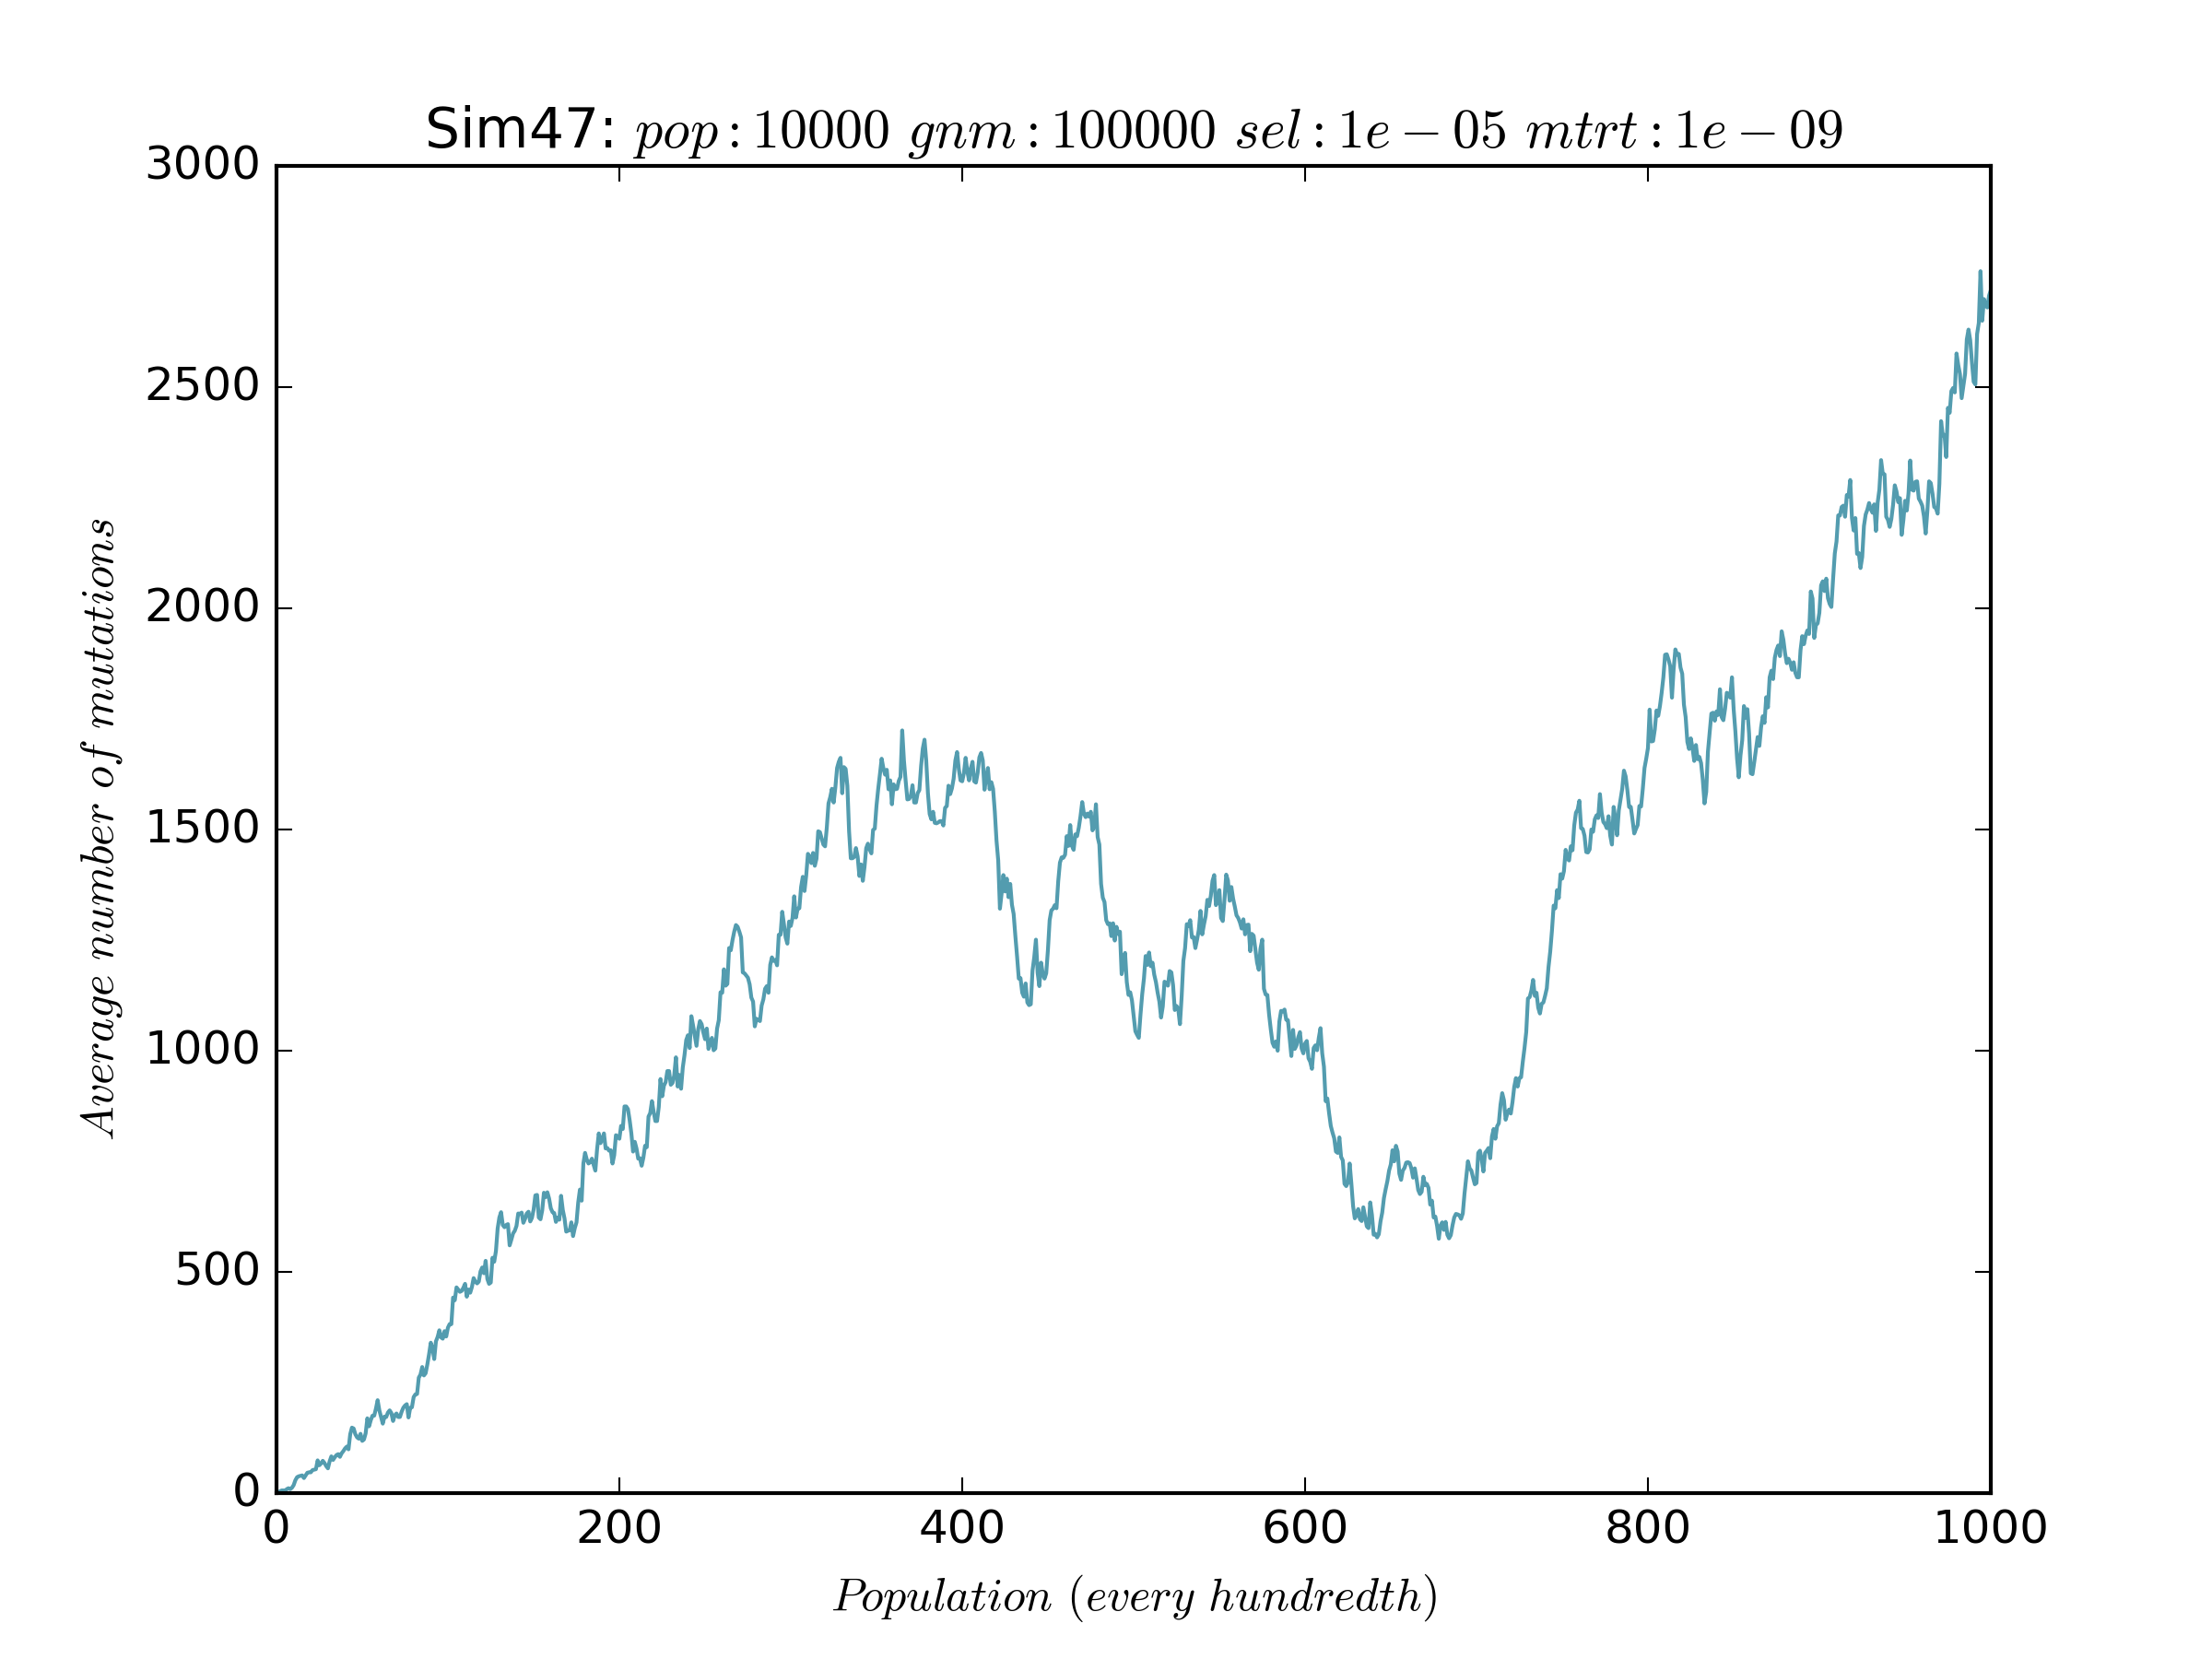 Sim47: pop : 10000 gnm : 100000 sel : 1e − 05 mtrt : 1e − 09
3000
2500
2000
1500
1000
500
0
Average number of mutations
0 200 400 600 800 1000
Population (every hundredth)